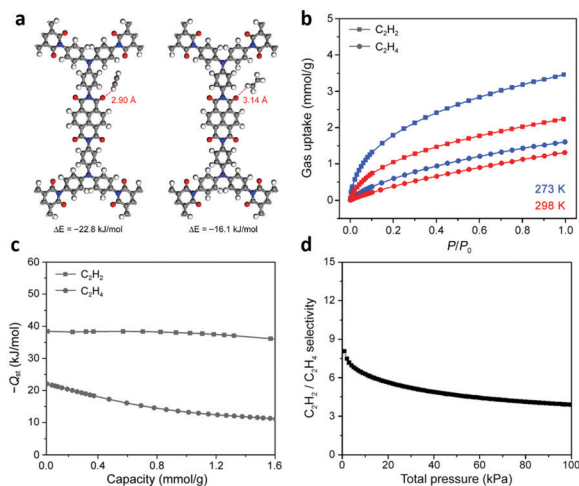 a
2.90 Å
3.14 Å
ΔE = −22.8 kJ/mol
ΔE = −16.1 kJ/mol
b
Gas uptake (mmol/g)
5
4
3
2
1
0
C₂H₂
C₂H₄
273 K
298 K
0.0 0.2 0.4 0.6 0.8 1.0
P/P₀
c
−Qst (kJ/mol)
60
50
40
30
20
10
0
C₂H₂
C₂H₄
0.0 0.4 0.8 1.2 1.6
Capacity (mmol/g)
d
C₂H₂ / C₂H₄ selectivity
15
12
9
6
3
0
0 20 40 60 80 100
Total pressure (kPa)